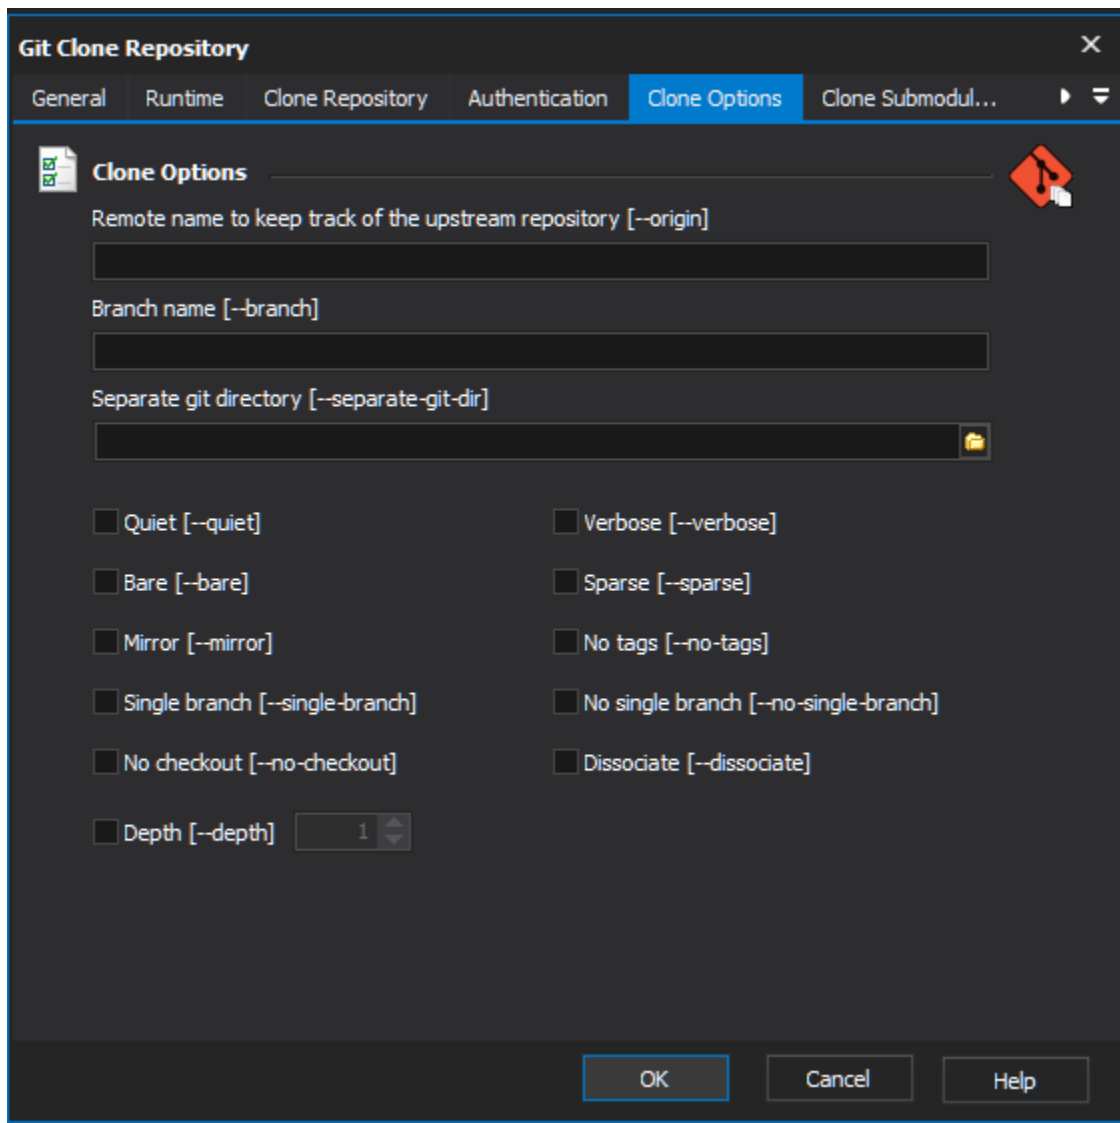 Git Clone Repository
General Runtime Clone Repository Authentication Clone Options Clone Submodul...
Clone Options
Remote name to keep track of the upstream repository [--origin]
Branch name [--branch]
Separate git directory [--separate-git-dir]
Quiet [--quiet] Verbose [--verbose]
Bare [--bare] Sparse [--sparse]
Mirror [--mirror] No tags [--no-tags]
Single branch [--single-branch] No single branch [--no-single-branch]
No checkout [--no-checkout] Dissociate [--dissociate]
Depth [--depth] 1
OK Cancel Help